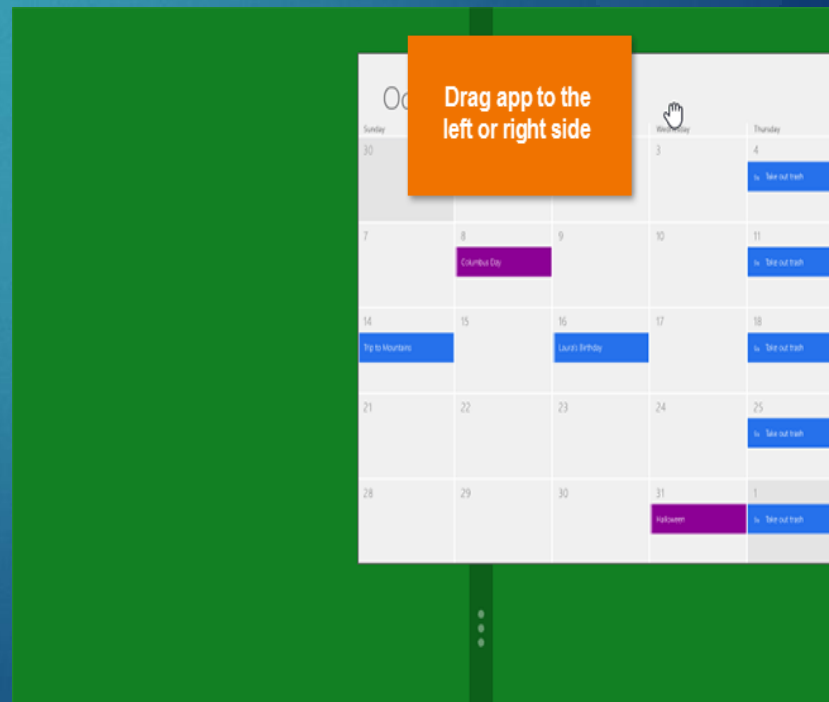 Oc
Drag app to the
left or right side
Sunday
Wednesday
Thursday
30
3
4
Take out trash
7
8
9
10
11
Columbus Day
Take out trash
14
15
16
17
18
Trip to Mountains
Laura's Birthday
Take out trash
21
22
23
24
25
Take out trash
28
29
30
31
1
Halloween
Take out trash